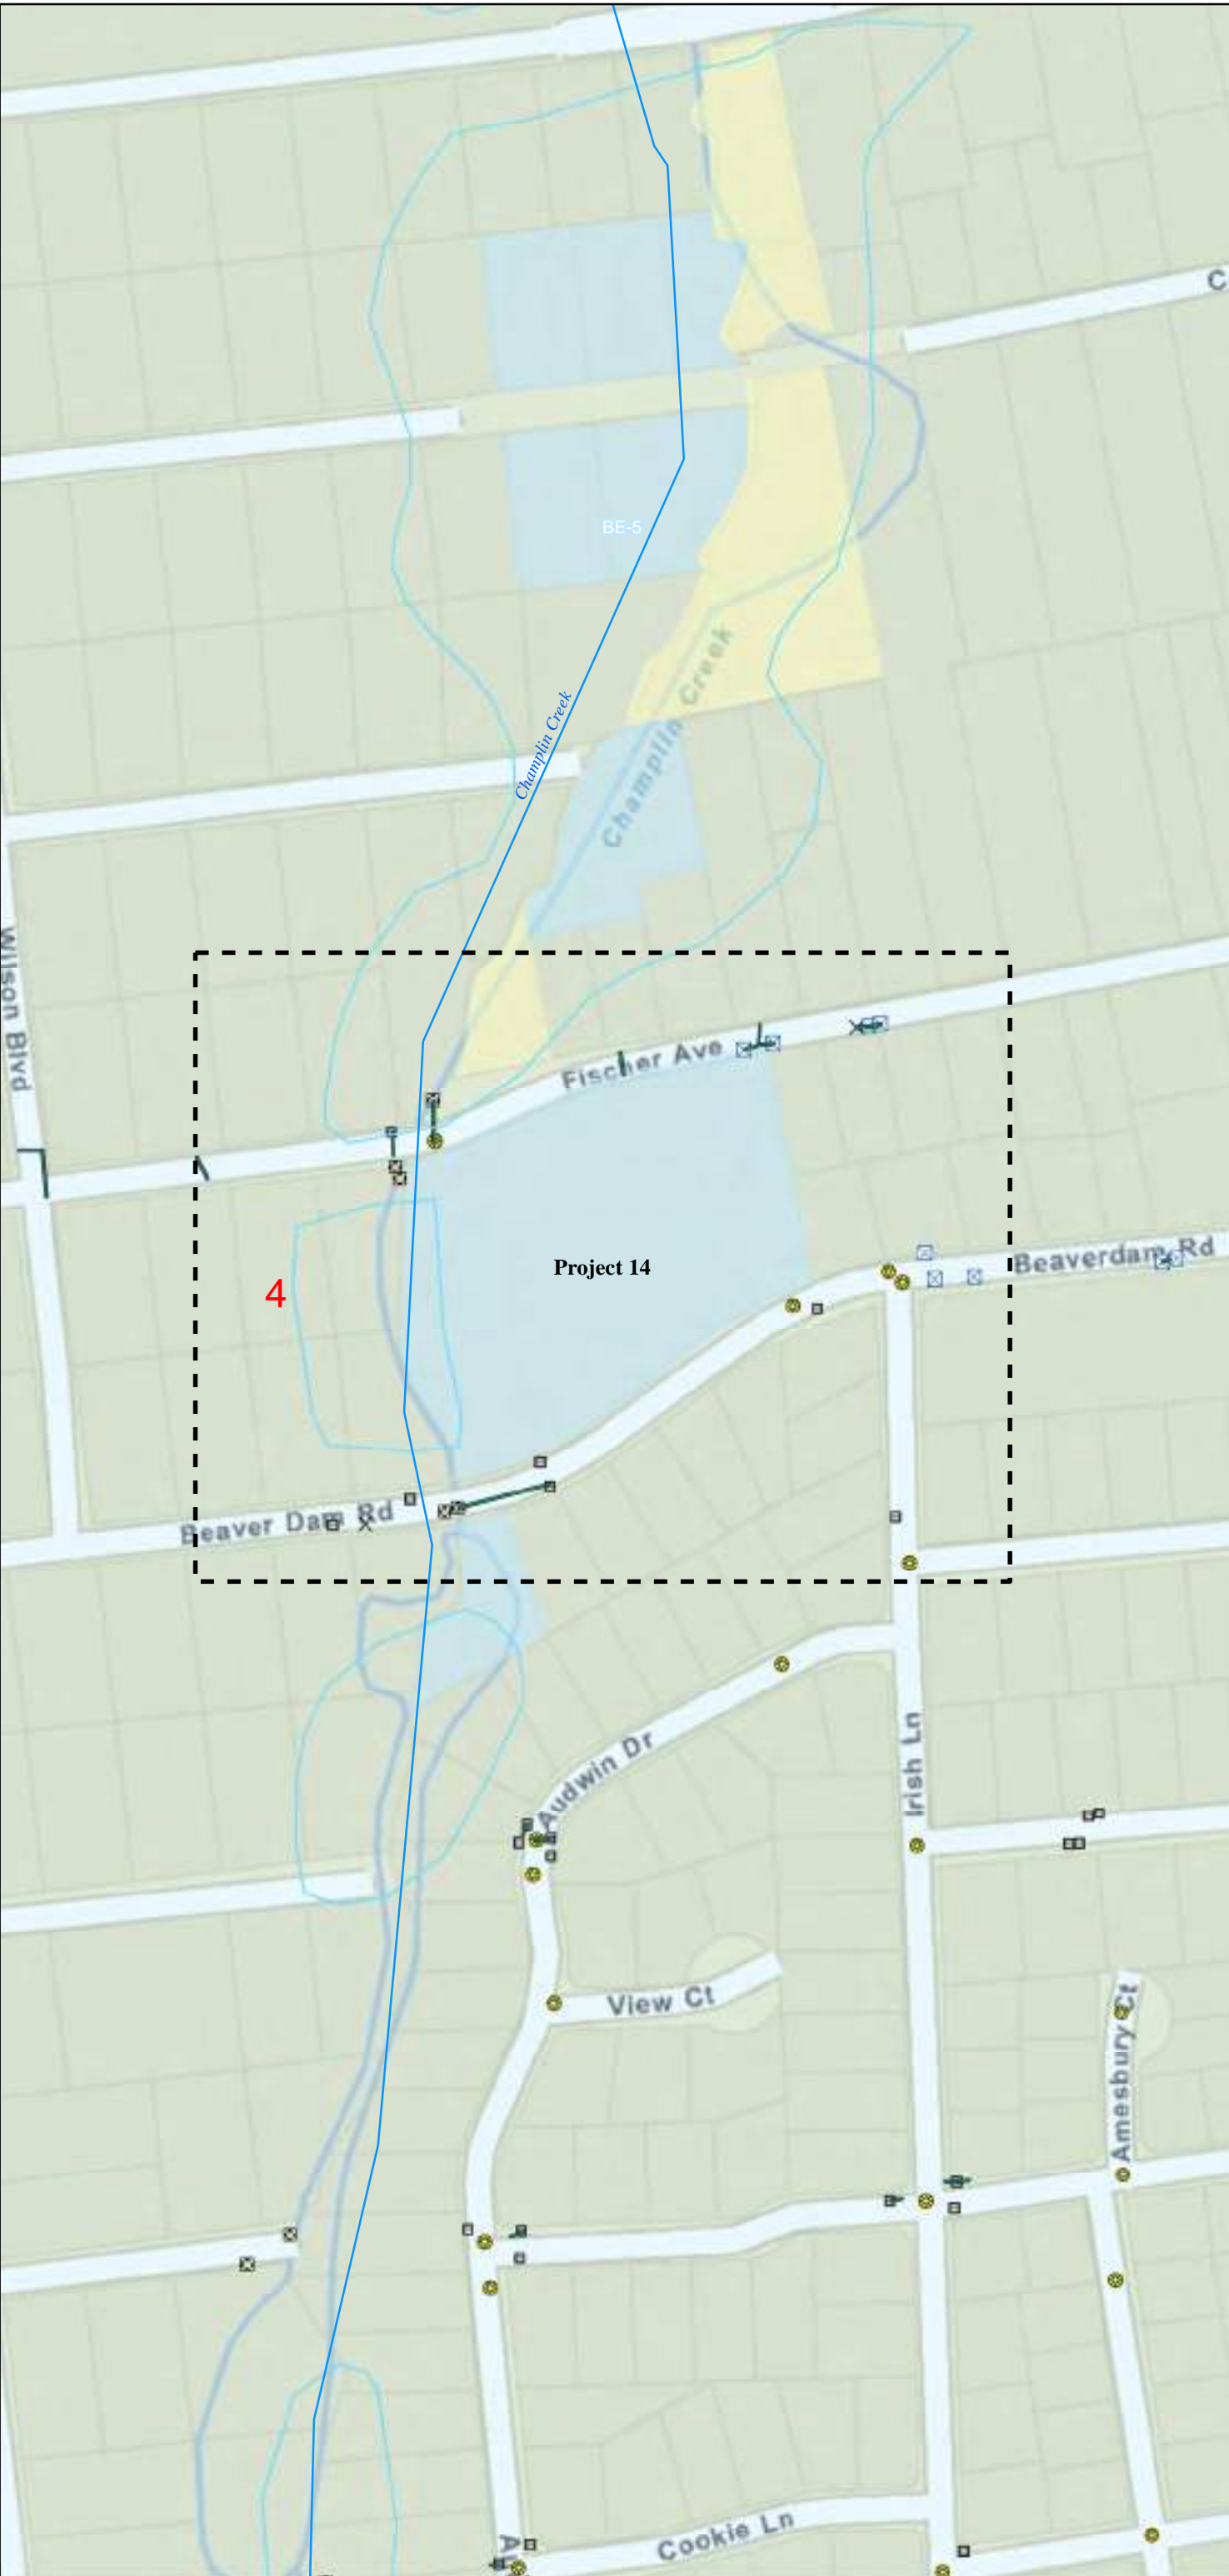 C
BE-5
Champlin Creek
Champlin Creek
Wilson Blvd
Fischer Ave
Project 14
Beaverdam Rd
4
Beaver Dam Rd
Audwin Dr
Irish Ln
View Ct
Amesbury Ct
Cookie Ln
Au